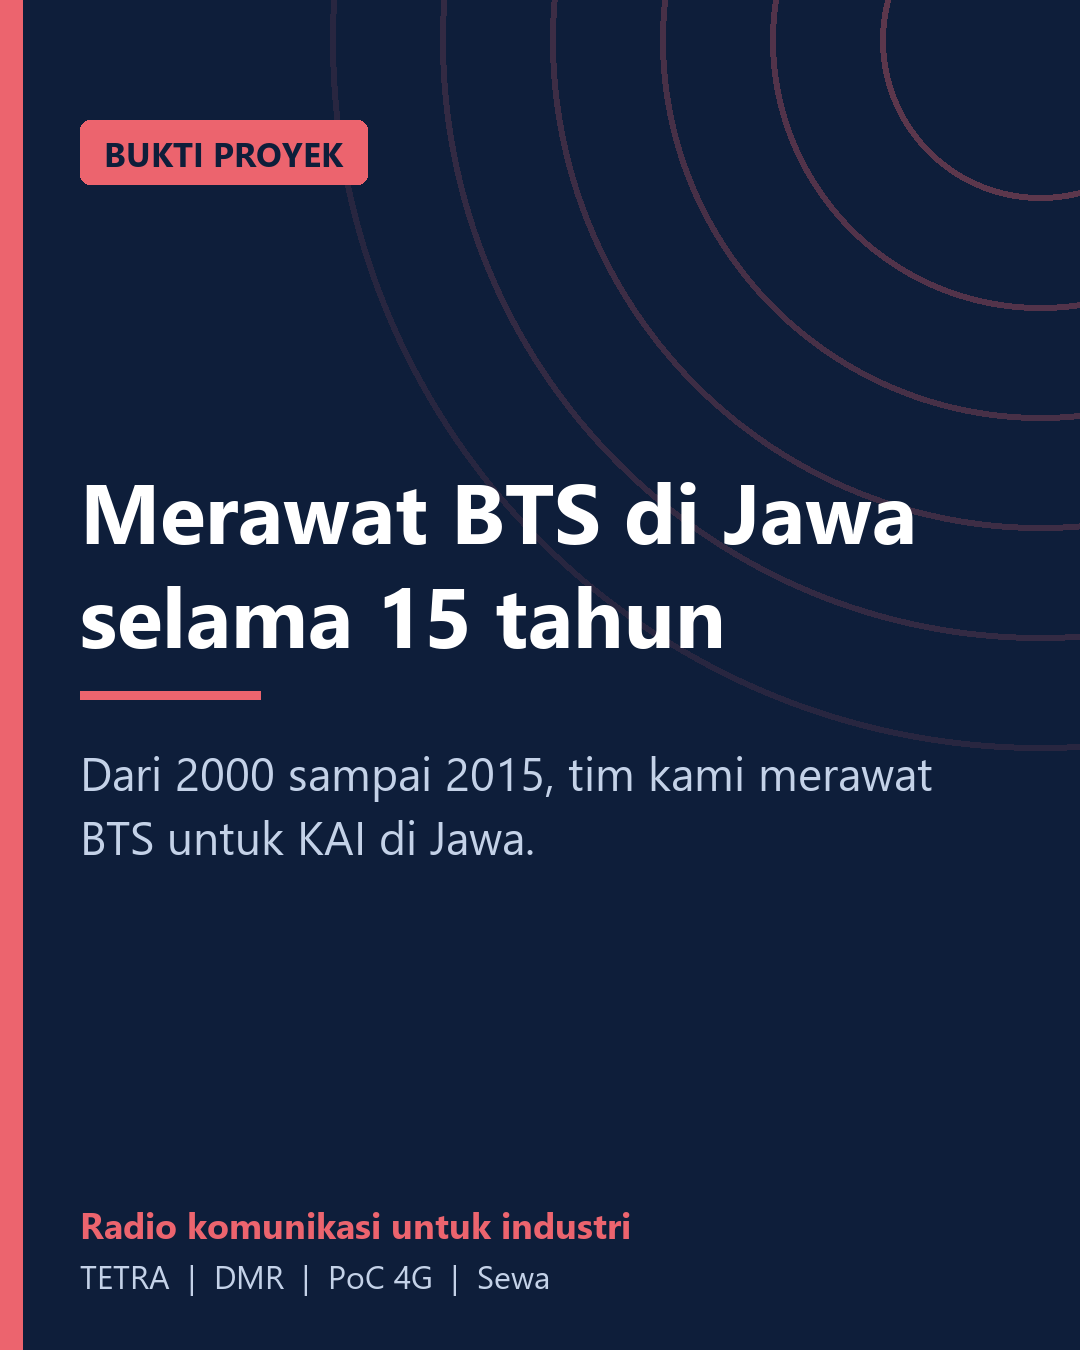 BUKTI PROYEK
Merawat BTS di Jawa
selama 15 tahun
Dari 2000 sampai 2015, tim kami merawat
BTS untuk KAI di Jawa.
Radio komunikasi untuk industri
TETRA | DMR | PoC 4G | Sewa